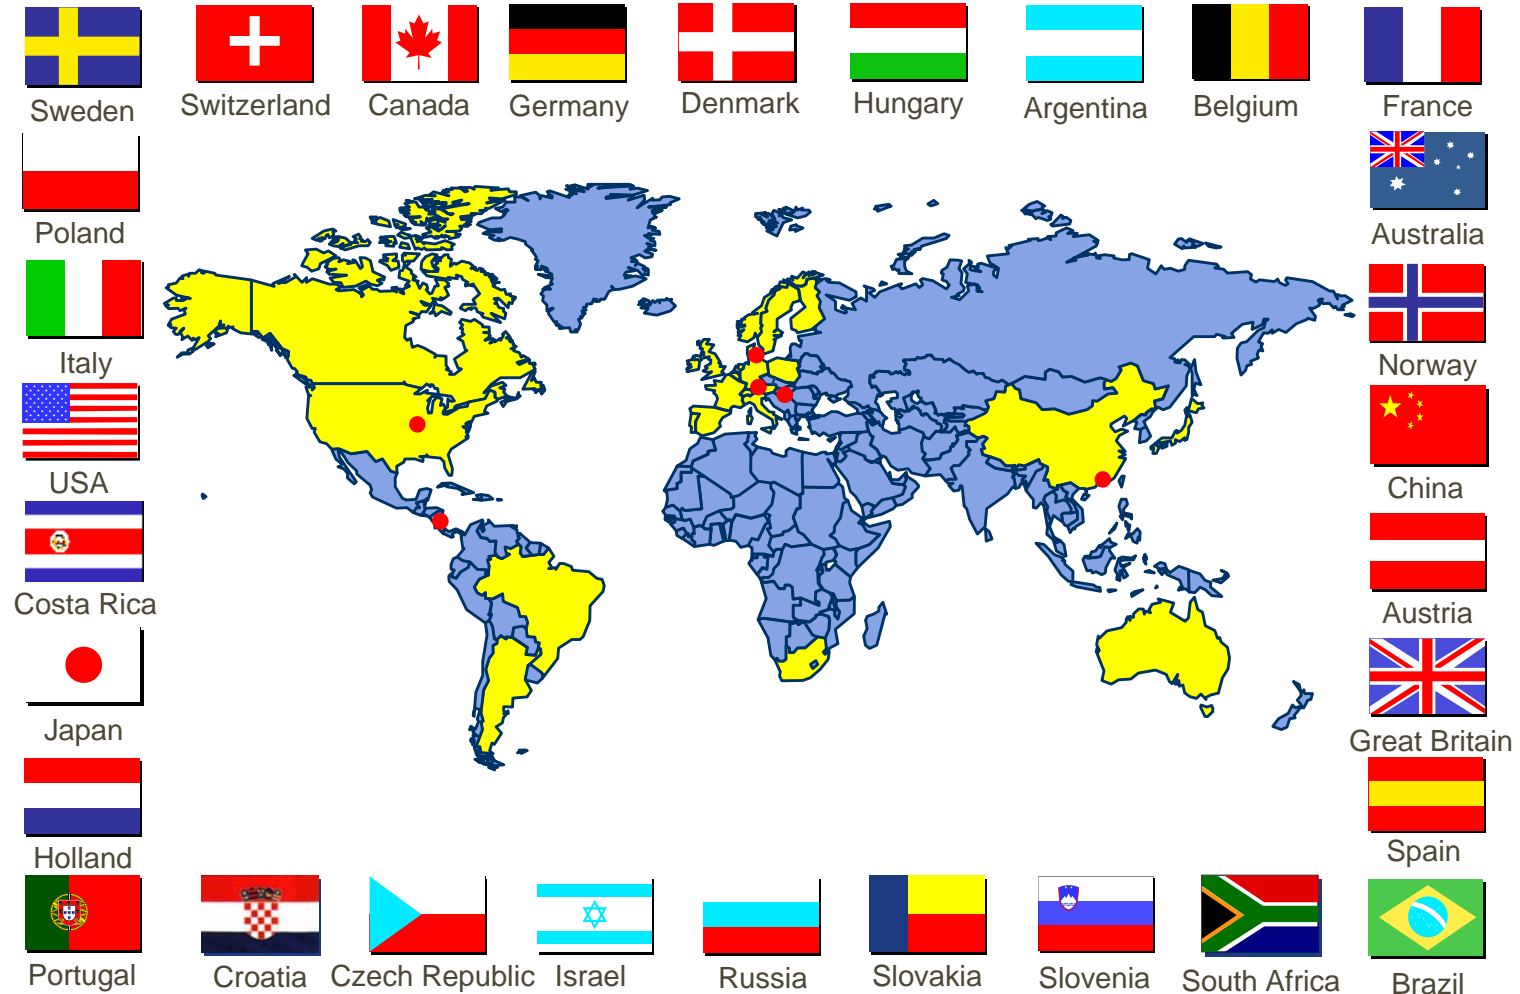 Sweden
Switzerland
Canada
Germany
Denmark
Hungary
Argentina
Belgium
France
Poland
Australia
Italy
Norway
USA
China
Costa Rica
Austria
Japan
Great Britain
Holland
Spain
Portugal
Croatia
Czech Republic
Israel
Russia
Slovakia
Slovenia
South Africa
Brazil